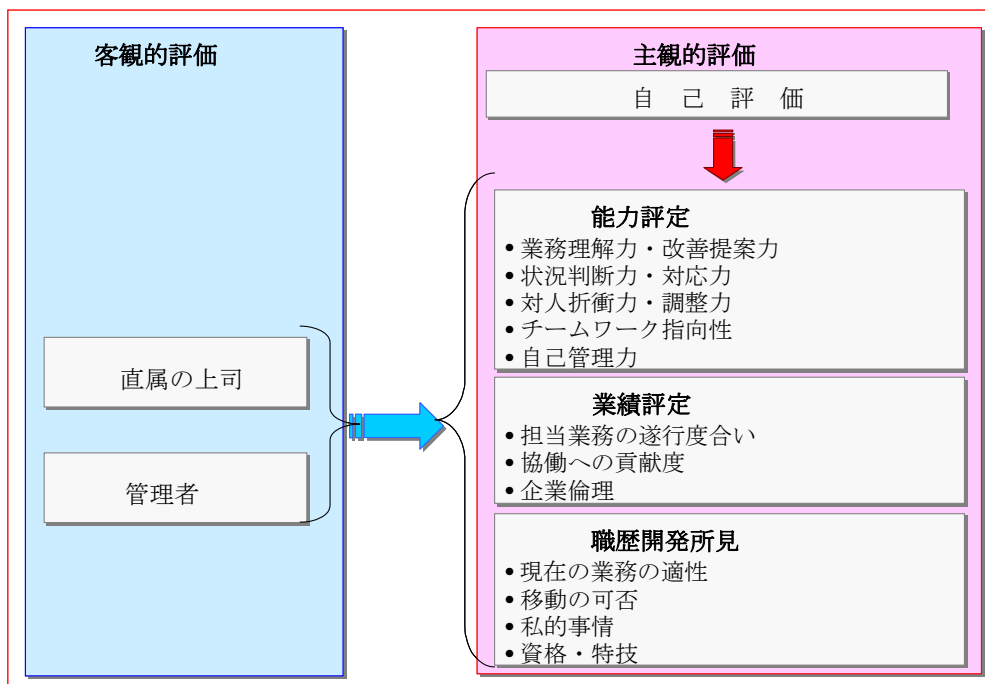 客観的評価
直属の上司
管理者
主観的評価
自 己 評 価
能力評定
• 業務理解力・改善提案力
• 状況判断力・対応力
• 対人折衝力・調整力
• チームワーク指向性
• 自己管理力
業績評定
• 担当業務の遂行度合い
• 協働への貢献度
• 企業倫理
職歴開発所見
• 現在の業務の適性
• 移動の可否
• 私的事情
• 資格・特技